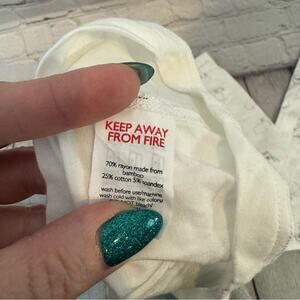 KEEP AWAY
FROM FIRE
70% rayon made from
bamboo
25% cotton 5% spandex
wash before use/machine
wash cold with like colors/
bleach/